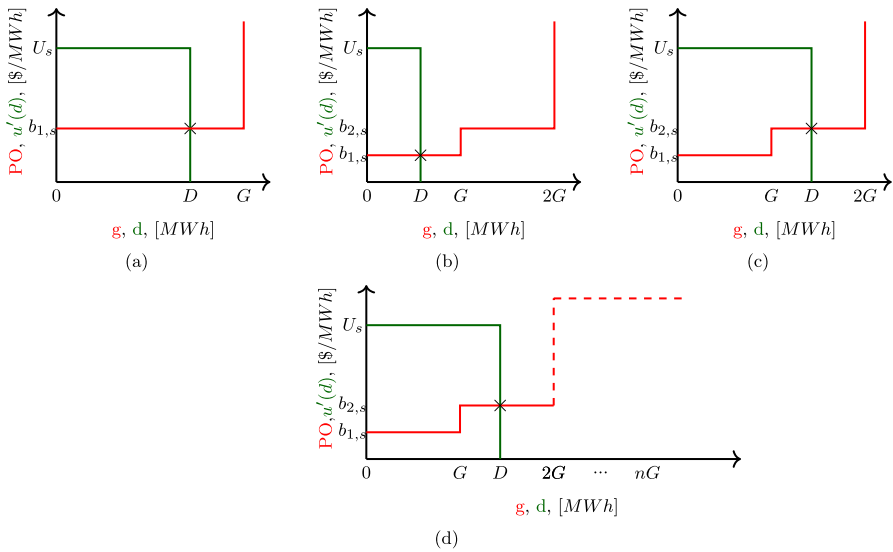 PO, u′(d), [$/MWh]
U_s
b_{1,s}
0 D G
g, d, [MWh]
(a)
PO, u′(d), [$/MWh]
U_s
b_{2,s}
b_{1,s}
0 D G 2G
g, d, [MWh]
(b)
PO, u′(d), [$/MWh]
U_s
b_{2,s}
b_{1,s}
0 G D 2G
g, d, [MWh]
(c)
PO,u′(d), [$/MWh]
U_s
b_{2,s}
b_{1,s}
0 G D 2G ... nG
g, d, [MWh]
(d)